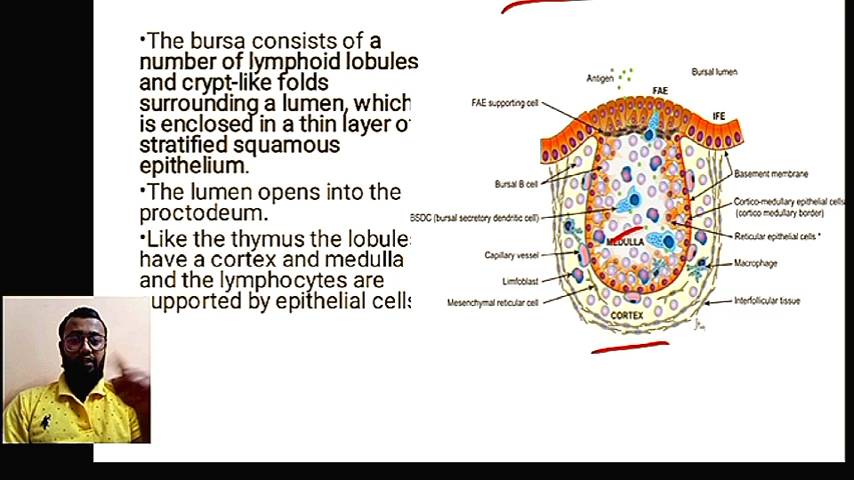 •The bursa consists of a
number of lymphoid lobules
and crypt-like folds
surrounding a lumen, which
is enclosed in a thin layer of
stratified squamous
epithelium.
•The lumen opens into the
proctodeum.
•Like the thymus the lobule
have a cortex and medulla
and the lymphocytes are
upported by epithelial cell
Antigen
Bursal lumen
FAE
FAE supporting cell
IFE
Basement membrane
Bursal B cell
Cortico-medullary epithelial cells
(cortico medullary border)
BSDC (bursal secretory dendritic cell)
Reticular epithelial cells *
MEDULLA
Capillary vessel
Macrophage
Limfoblast
Mesenchymal reticular cell
Interfollicular tissue
CORTEX